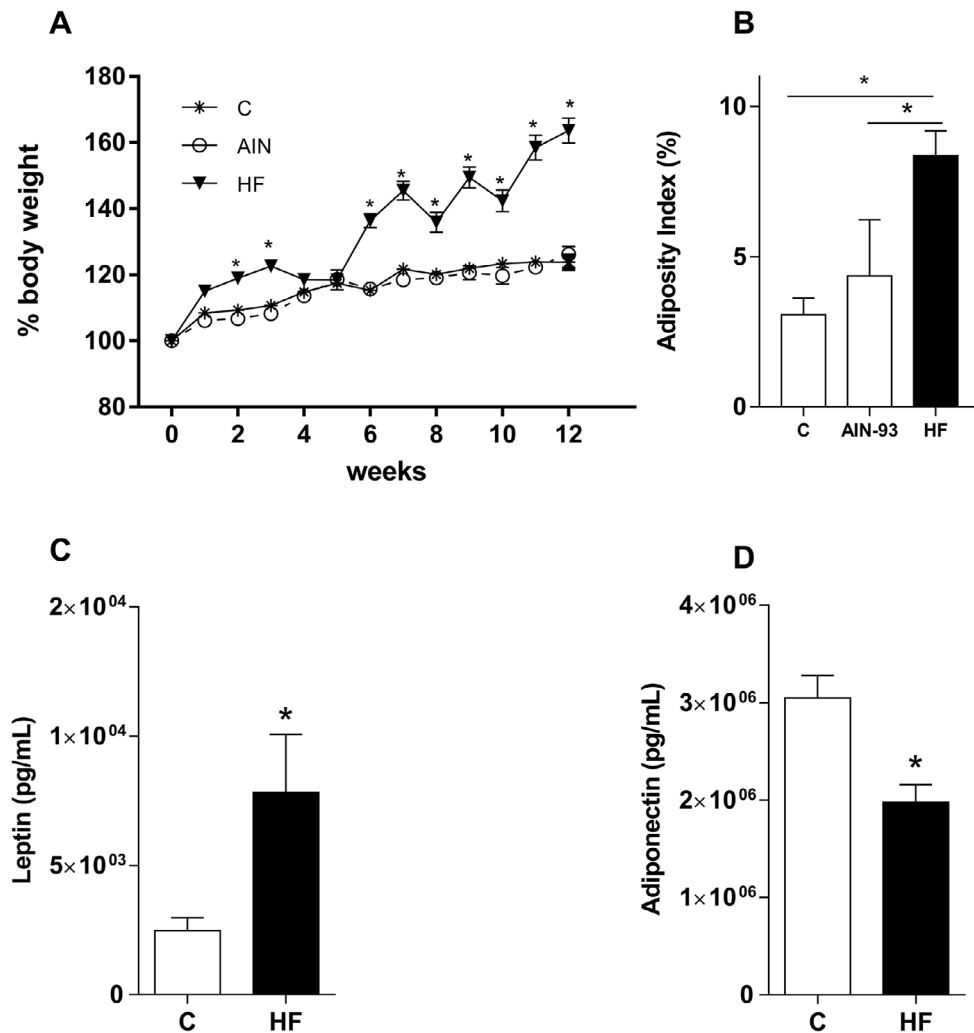 A
180
160
140
120
100
80
% body weight
C
AIN
HF
* * * * * * * * *
0 2 4 6 8 10 12
weeks
B
10
5
0
Adiposity Index (%)
*
*
C AIN-93 HF
C
2×10⁰⁴
1×10⁰⁴
5×10⁰³
0
Leptin (pg/mL)
*
C HF
D
4×10⁰⁶
3×10⁰⁶
2×10⁰⁶
1×10⁰⁶
0
Adiponectin (pg/mL)
*
C HF